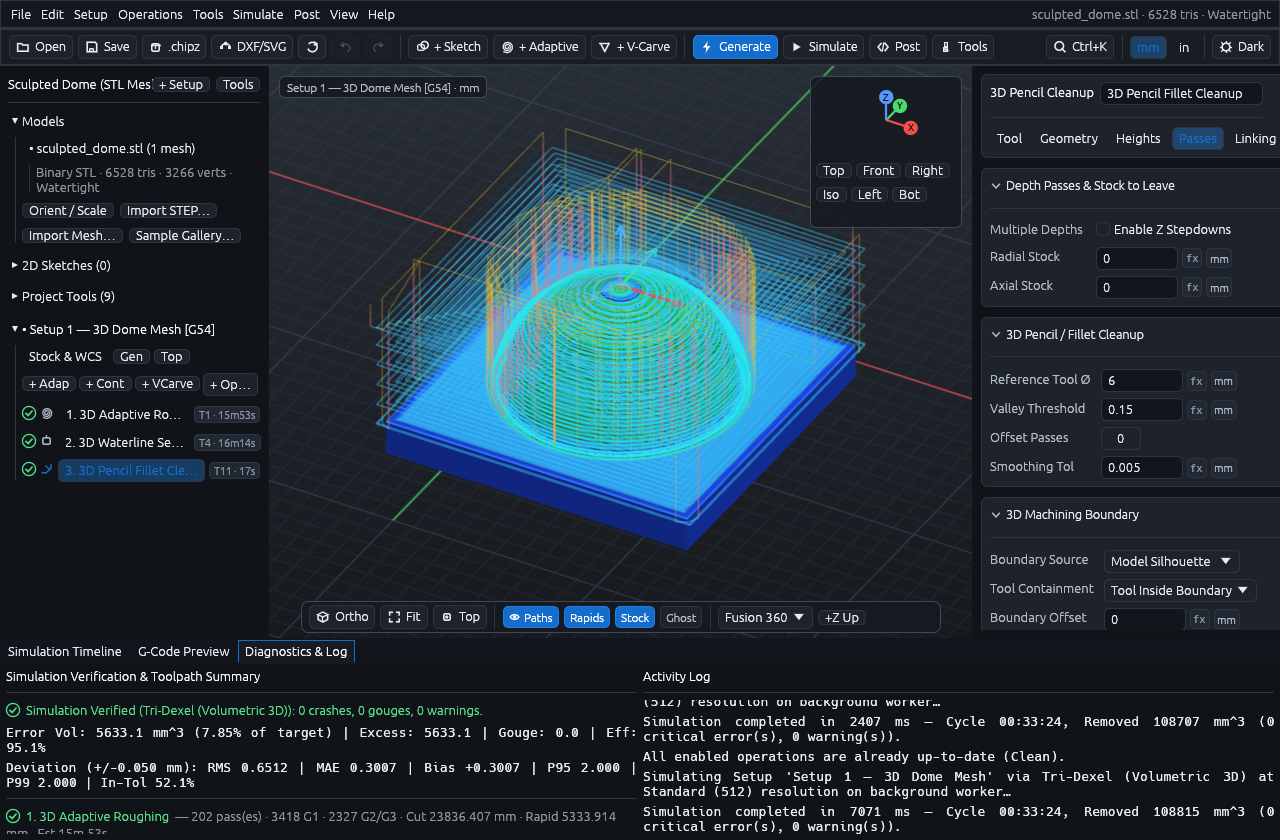 File Edit Setup Operations Tools Simulate Post View Help
sculpted_dome.stl · 6528 tris · Watertight
Open Save .chipz DXF/SVG + Sketch + Adaptive + V-Carve Generate Simulate Post Tools Ctrl+K mm in Dark
Sculpted Dome (STL Mes + Setup Tools
▾ Models
• sculpted_dome.stl (1 mesh)
Binary STL · 6528 tris · 3266 verts ·
Watertight
Orient / Scale Import STEP…
Import Mesh… Sample Gallery…
▸ 2D Sketches (0)
▸ Project Tools (9)
▾ • Setup 1 — 3D Dome Mesh [G54]
Stock & WCS Gen Top
+ Adap + Cont + VCarve + Op…
1. 3D Adaptive Ro… T1 · 15m53s
2. 3D Waterline Se… T4 · 16m14s
3. 3D Pencil Fillet Cle… T11 · 17s
Setup 1 — 3D Dome Mesh [G54] · mm
Z
Y
X
Top Front Right
Iso Left Bot
Ortho Fit Top Paths Rapids Stock Ghost Fusion 360 +Z Up
3D Pencil Cleanup 3D Pencil Fillet Cleanup
Tool Geometry Heights Passes Linking
Depth Passes & Stock to Leave
Multiple Depths Enable Z Stepdowns
Radial Stock 0 fx mm
Axial Stock 0 fx mm
3D Pencil / Fillet Cleanup
Reference Tool Ø 6 fx mm
Valley Threshold 0.15 fx mm
Offset Passes 0
Smoothing Tol 0.005 fx mm
3D Machining Boundary
Boundary Source Model Silhouette
Tool Containment Tool Inside Boundary
Boundary Offset 0 fx mm
Simulation Timeline G-Code Preview Diagnostics & Log
Simulation Verification & Toolpath Summary
Simulation Verified (Tri-Dexel (Volumetric 3D)): 0 crashes, 0 gouges, 0 warnings.
Error Vol: 5633.1 mm^3 (7.85% of target) | Excess: 5633.1 | Gouge: 0.0 | Eff:
95.1%
Deviation (+/-0.050 mm): RMS 0.6512 | MAE 0.3007 | Bias +0.3007 | P95 2.000 |
P99 2.000 | In-Tol 52.1%
1. 3D Adaptive Roughing — 202 pass(es) · 3418 G1 · 2327 G2/G3 · Cut 23836.407 mm · Rapid 5333.914
mm · Est 15m 53s
Activity Log
(512) resolution on background worker…
Simulation completed in 2407 ms — Cycle 00:33:24, Removed 108707 mm^3 (0
critical error(s), 0 warning(s)).
All enabled operations are already up-to-date (Clean).
Simulating Setup 'Setup 1 — 3D Dome Mesh' via Tri-Dexel (Volumetric 3D) at
Standard (512) resolution on background worker…
Simulation completed in 7071 ms — Cycle 00:33:24, Removed 108815 mm^3 (0
critical error(s), 0 warning(s)).